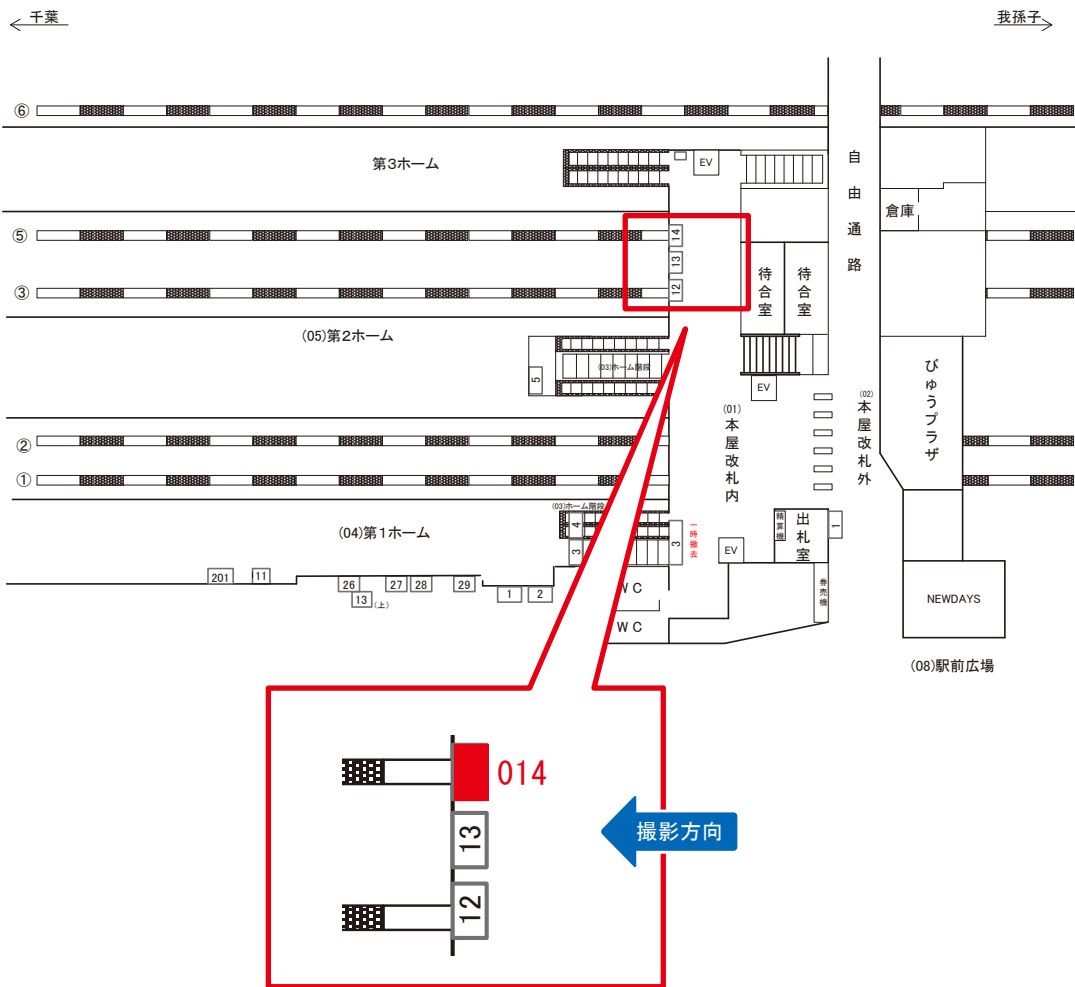 千葉
我孫子
⑥
第3ホーム
EV
自由通路
倉庫
⑤
14
13
待合室
待合室
③
12
(05)第2ホーム
(03)ホーム階段
5
EV
びゅうプラザ
(01)
本屋改札内
(02)
本屋改札外
②
①
(03)ホーム階段
(04)第1ホーム
4
3
3
一時撤去
精算機
出札室
1
EV
201
11
26
27
28
29
13
(上)
1
2
WC
WC
券売機
NEWDAYS
(08)駅前広場
014
13
撮影方向
12